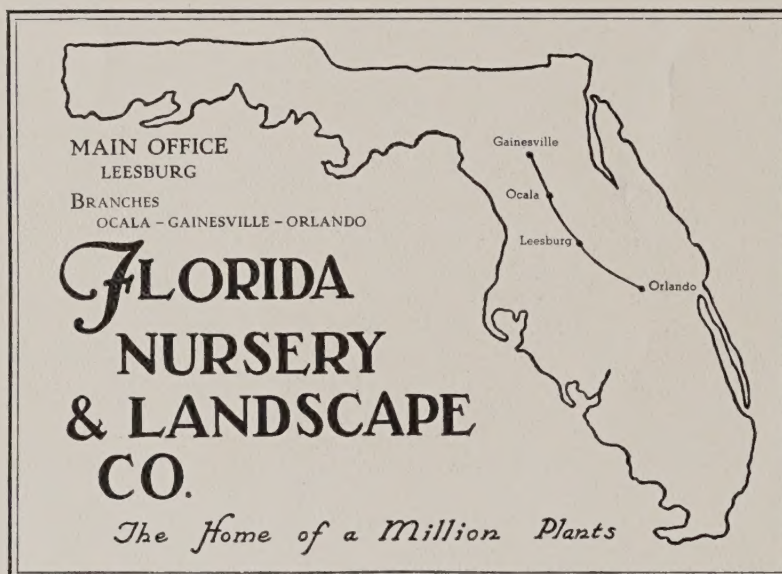 MAIN OFFICE
LEESBURG
BRANCHES
OCALA – GAINESVILLE – ORLANDO
FLORIDA
NURSERY
& LANDSCAPE
CO.
The Home of a Million Plants
Gainesville
Ocala
Leesburg
Orlando